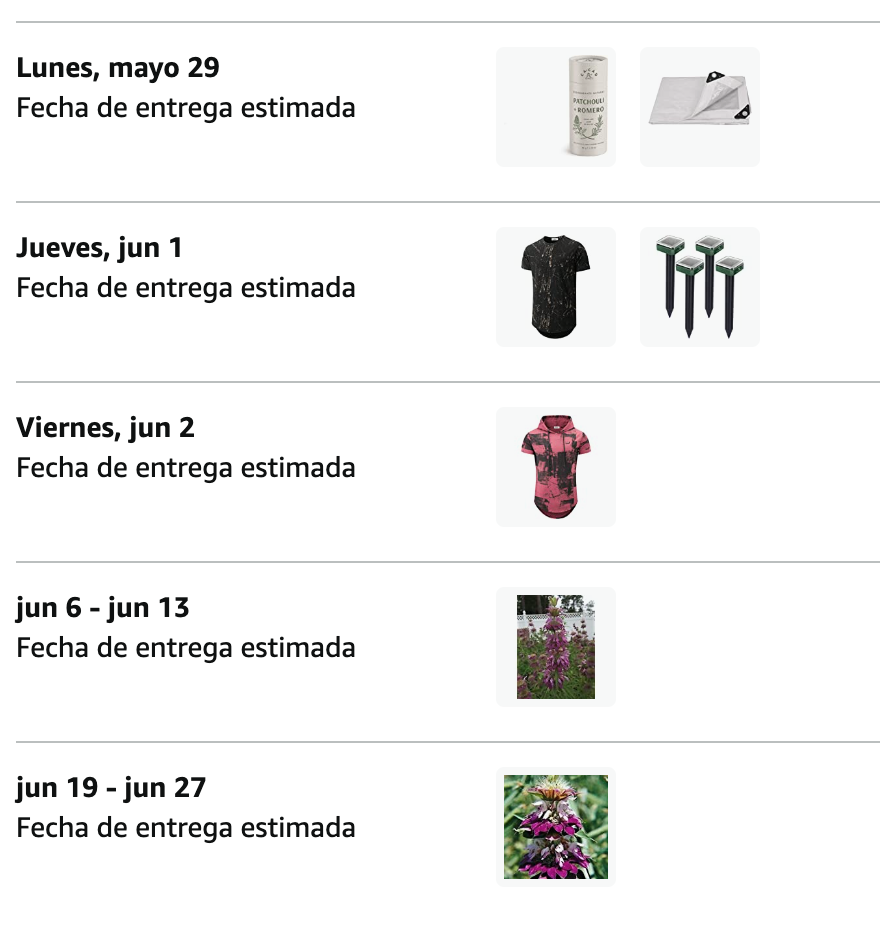 Lunes, mayo 29
Fecha de entrega estimada
PATCHOULI
ROMERO
Jueves, jun 1
Fecha de entrega estimada
Viernes, jun 2
Fecha de entrega estimada
jun 6 - jun 13
Fecha de entrega estimada
jun 19 - jun 27
Fecha de entrega estimada